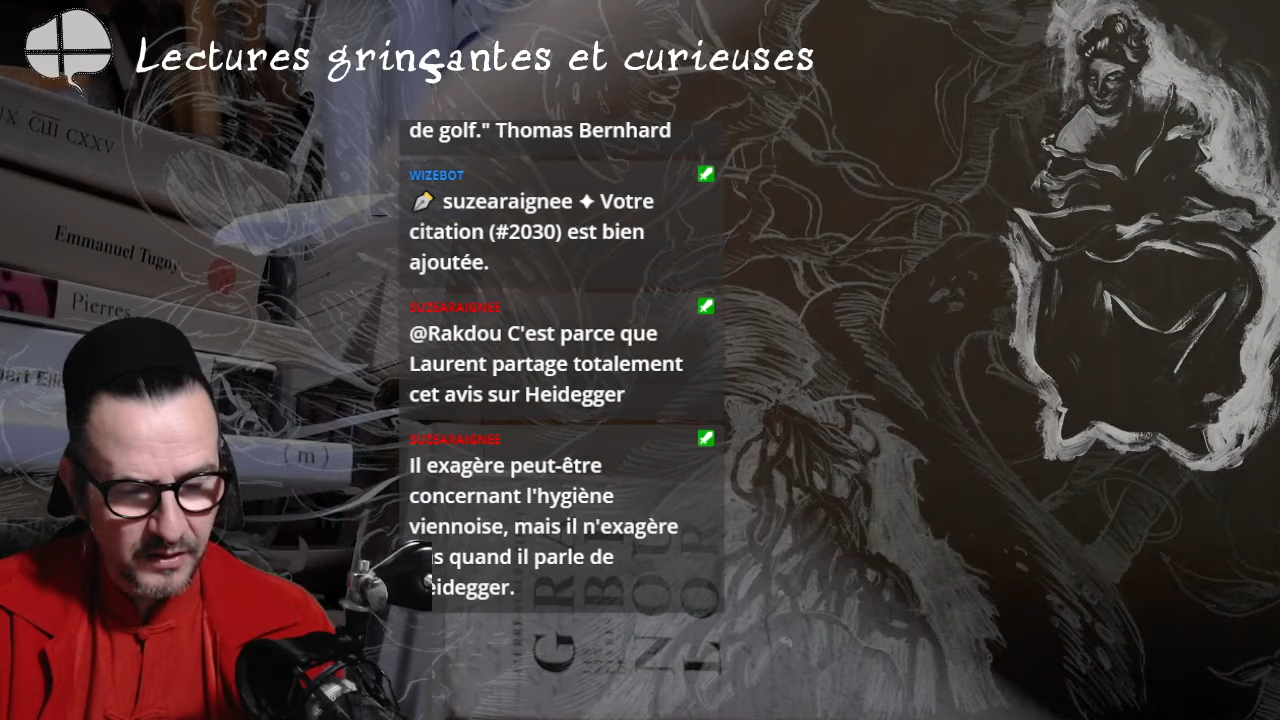 Lectures grinçantes et curieuses
CIII CXXV
Emmanuel Tugny
Pierres
( m )
de golf." Thomas Bernhard
WIZEBOT
suzearaignee ✦ Votre
citation (#2030) est bien
ajoutée.
SUZEARAIGNEE
@Rakdou C'est parce que
Laurent partage totalement
cet avis sur Heidegger
SUZEARAIGNEE
Il exagère peut-être
concernant l'hygiène
viennoise, mais il n'exagère
s quand il parle de
eidegger.